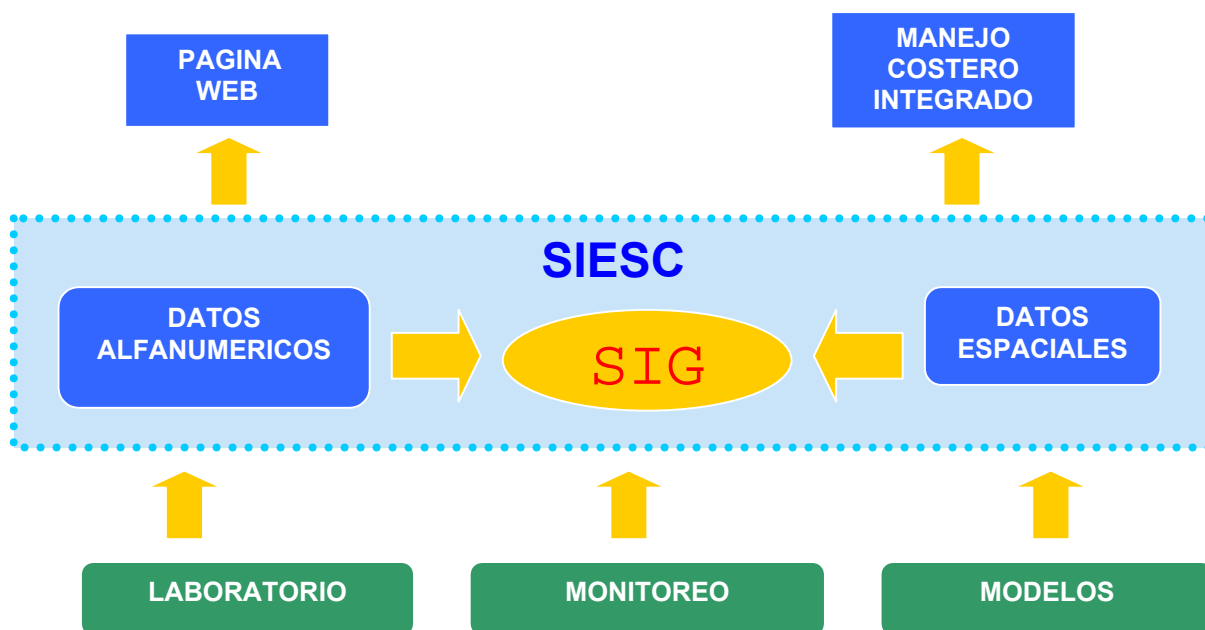 PAGINA
WEB
MANEJO
COSTERO
INTEGRADO
SIESC
DATOS
ALFANUMERICOS
SIG
DATOS
ESPACIALES
LABORATORIO
MONITOREO
MODELOS